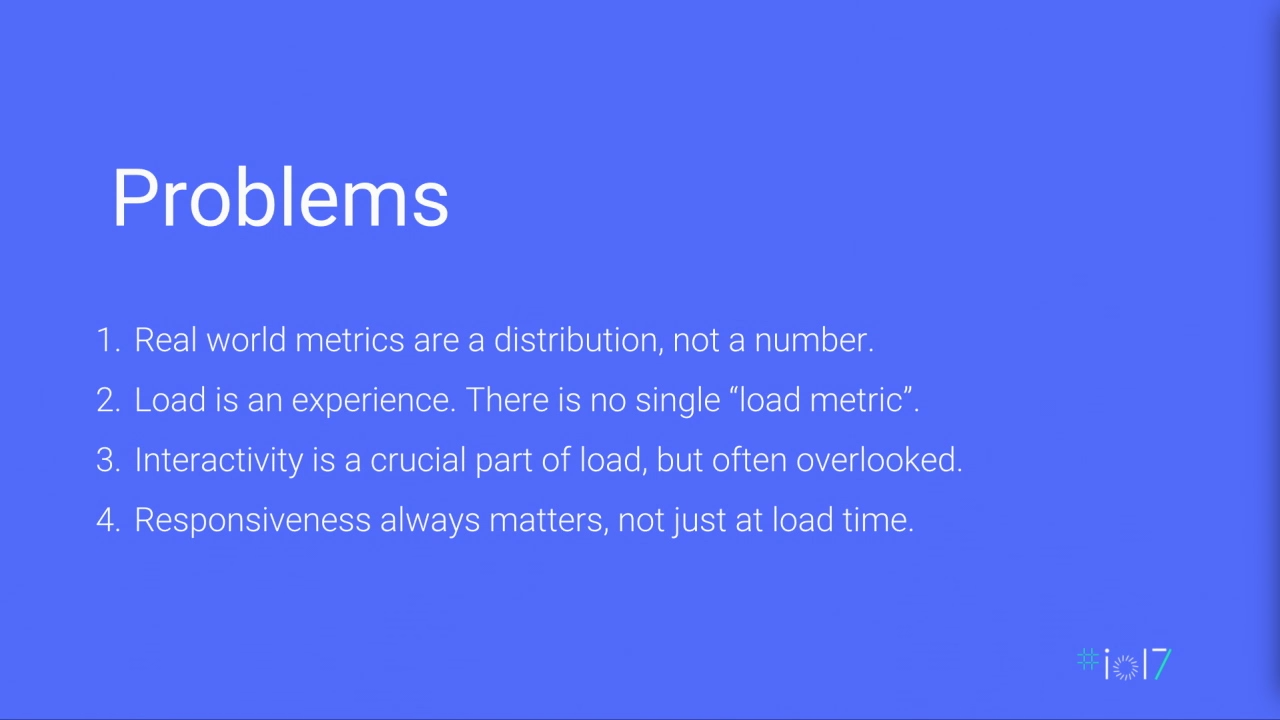 Problems
1. Real world metrics are a distribution, not a number.
2. Load is an experience. There is no single “load metric”.
3. Interactivity is a crucial part of load, but often overlooked.
4. Responsiveness always matters, not just at load time.
#io17